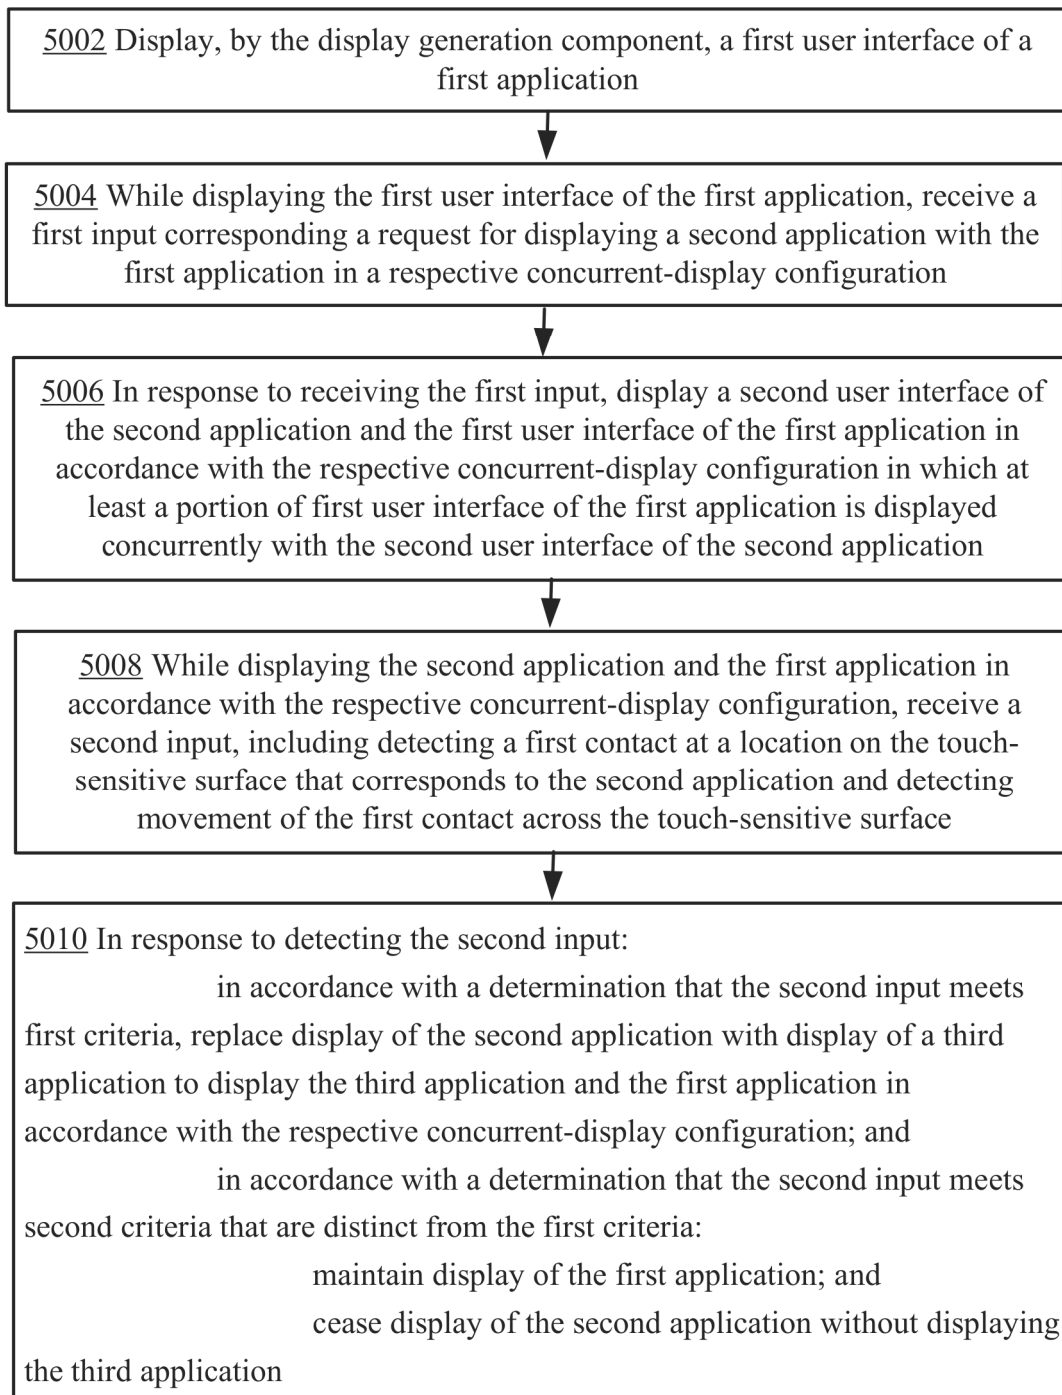 5002 Display, by the display generation component, a first user interface of a
first application
5004 While displaying the first user interface of the first application, receive a
first input corresponding a request for displaying a second application with the
first application in a respective concurrent-display configuration
5006 In response to receiving the first input, display a second user interface of
the second application and the first user interface of the first application in
accordance with the respective concurrent-display configuration in which at
least a portion of first user interface of the first application is displayed
concurrently with the second user interface of the second application
5008 While displaying the second application and the first application in
accordance with the respective concurrent-display configuration, receive a
second input, including detecting a first contact at a location on the touch-
sensitive surface that corresponds to the second application and detecting
movement of the first contact across the touch-sensitive surface
5010 In response to detecting the second input:
in accordance with a determination that the second input meets
first criteria, replace display of the second application with display of a third
application to display the third application and the first application in
accordance with the respective concurrent-display configuration; and
in accordance with a determination that the second input meets
second criteria that are distinct from the first criteria:
maintain display of the first application; and
cease display of the second application without displaying
the third application